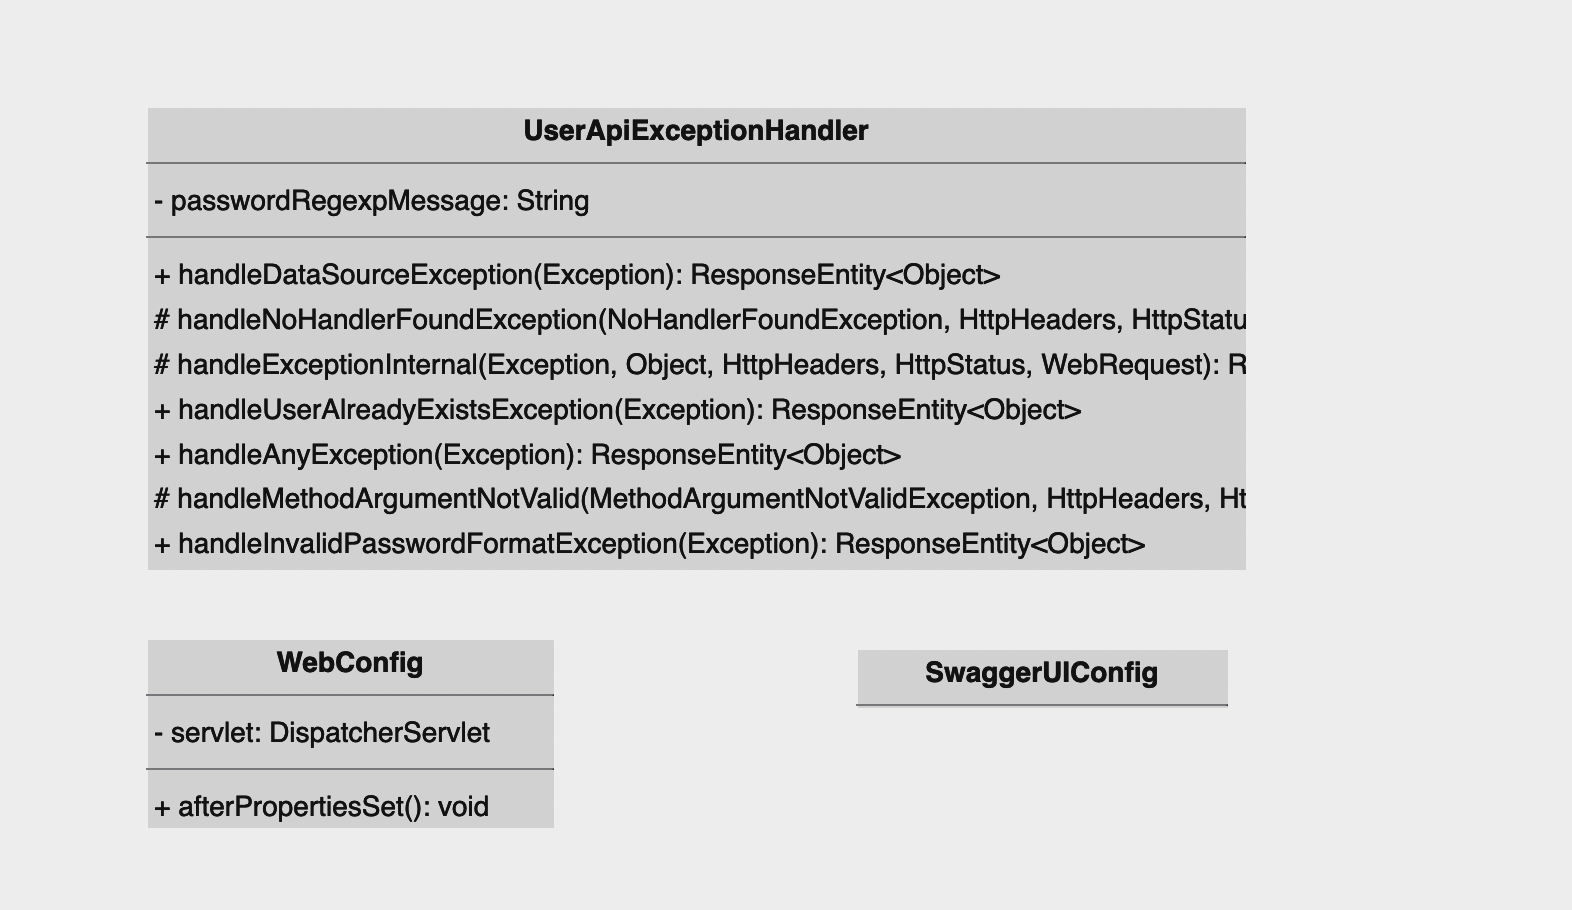 UserApiExceptionHandler
- passwordRegexpMessage: String
+ handleDataSourceException(Exception): ResponseEntity<Object>
# handleNoHandlerFoundException(NoHandlerFoundException, HttpHeaders, HttpStatu
# handleExceptionInternal(Exception, Object, HttpHeaders, HttpStatus, WebRequest): R
+ handleUserAlreadyExistsException(Exception): ResponseEntity<Object>
+ handleAnyException(Exception): ResponseEntity<Object>
# handleMethodArgumentNotValid(MethodArgumentNotValidException, HttpHeaders, Ht
+ handleInvalidPasswordFormatException(Exception): ResponseEntity<Object>
WebConfig
- servlet: DispatcherServlet
+ afterPropertiesSet(): void
SwaggerUIConfig